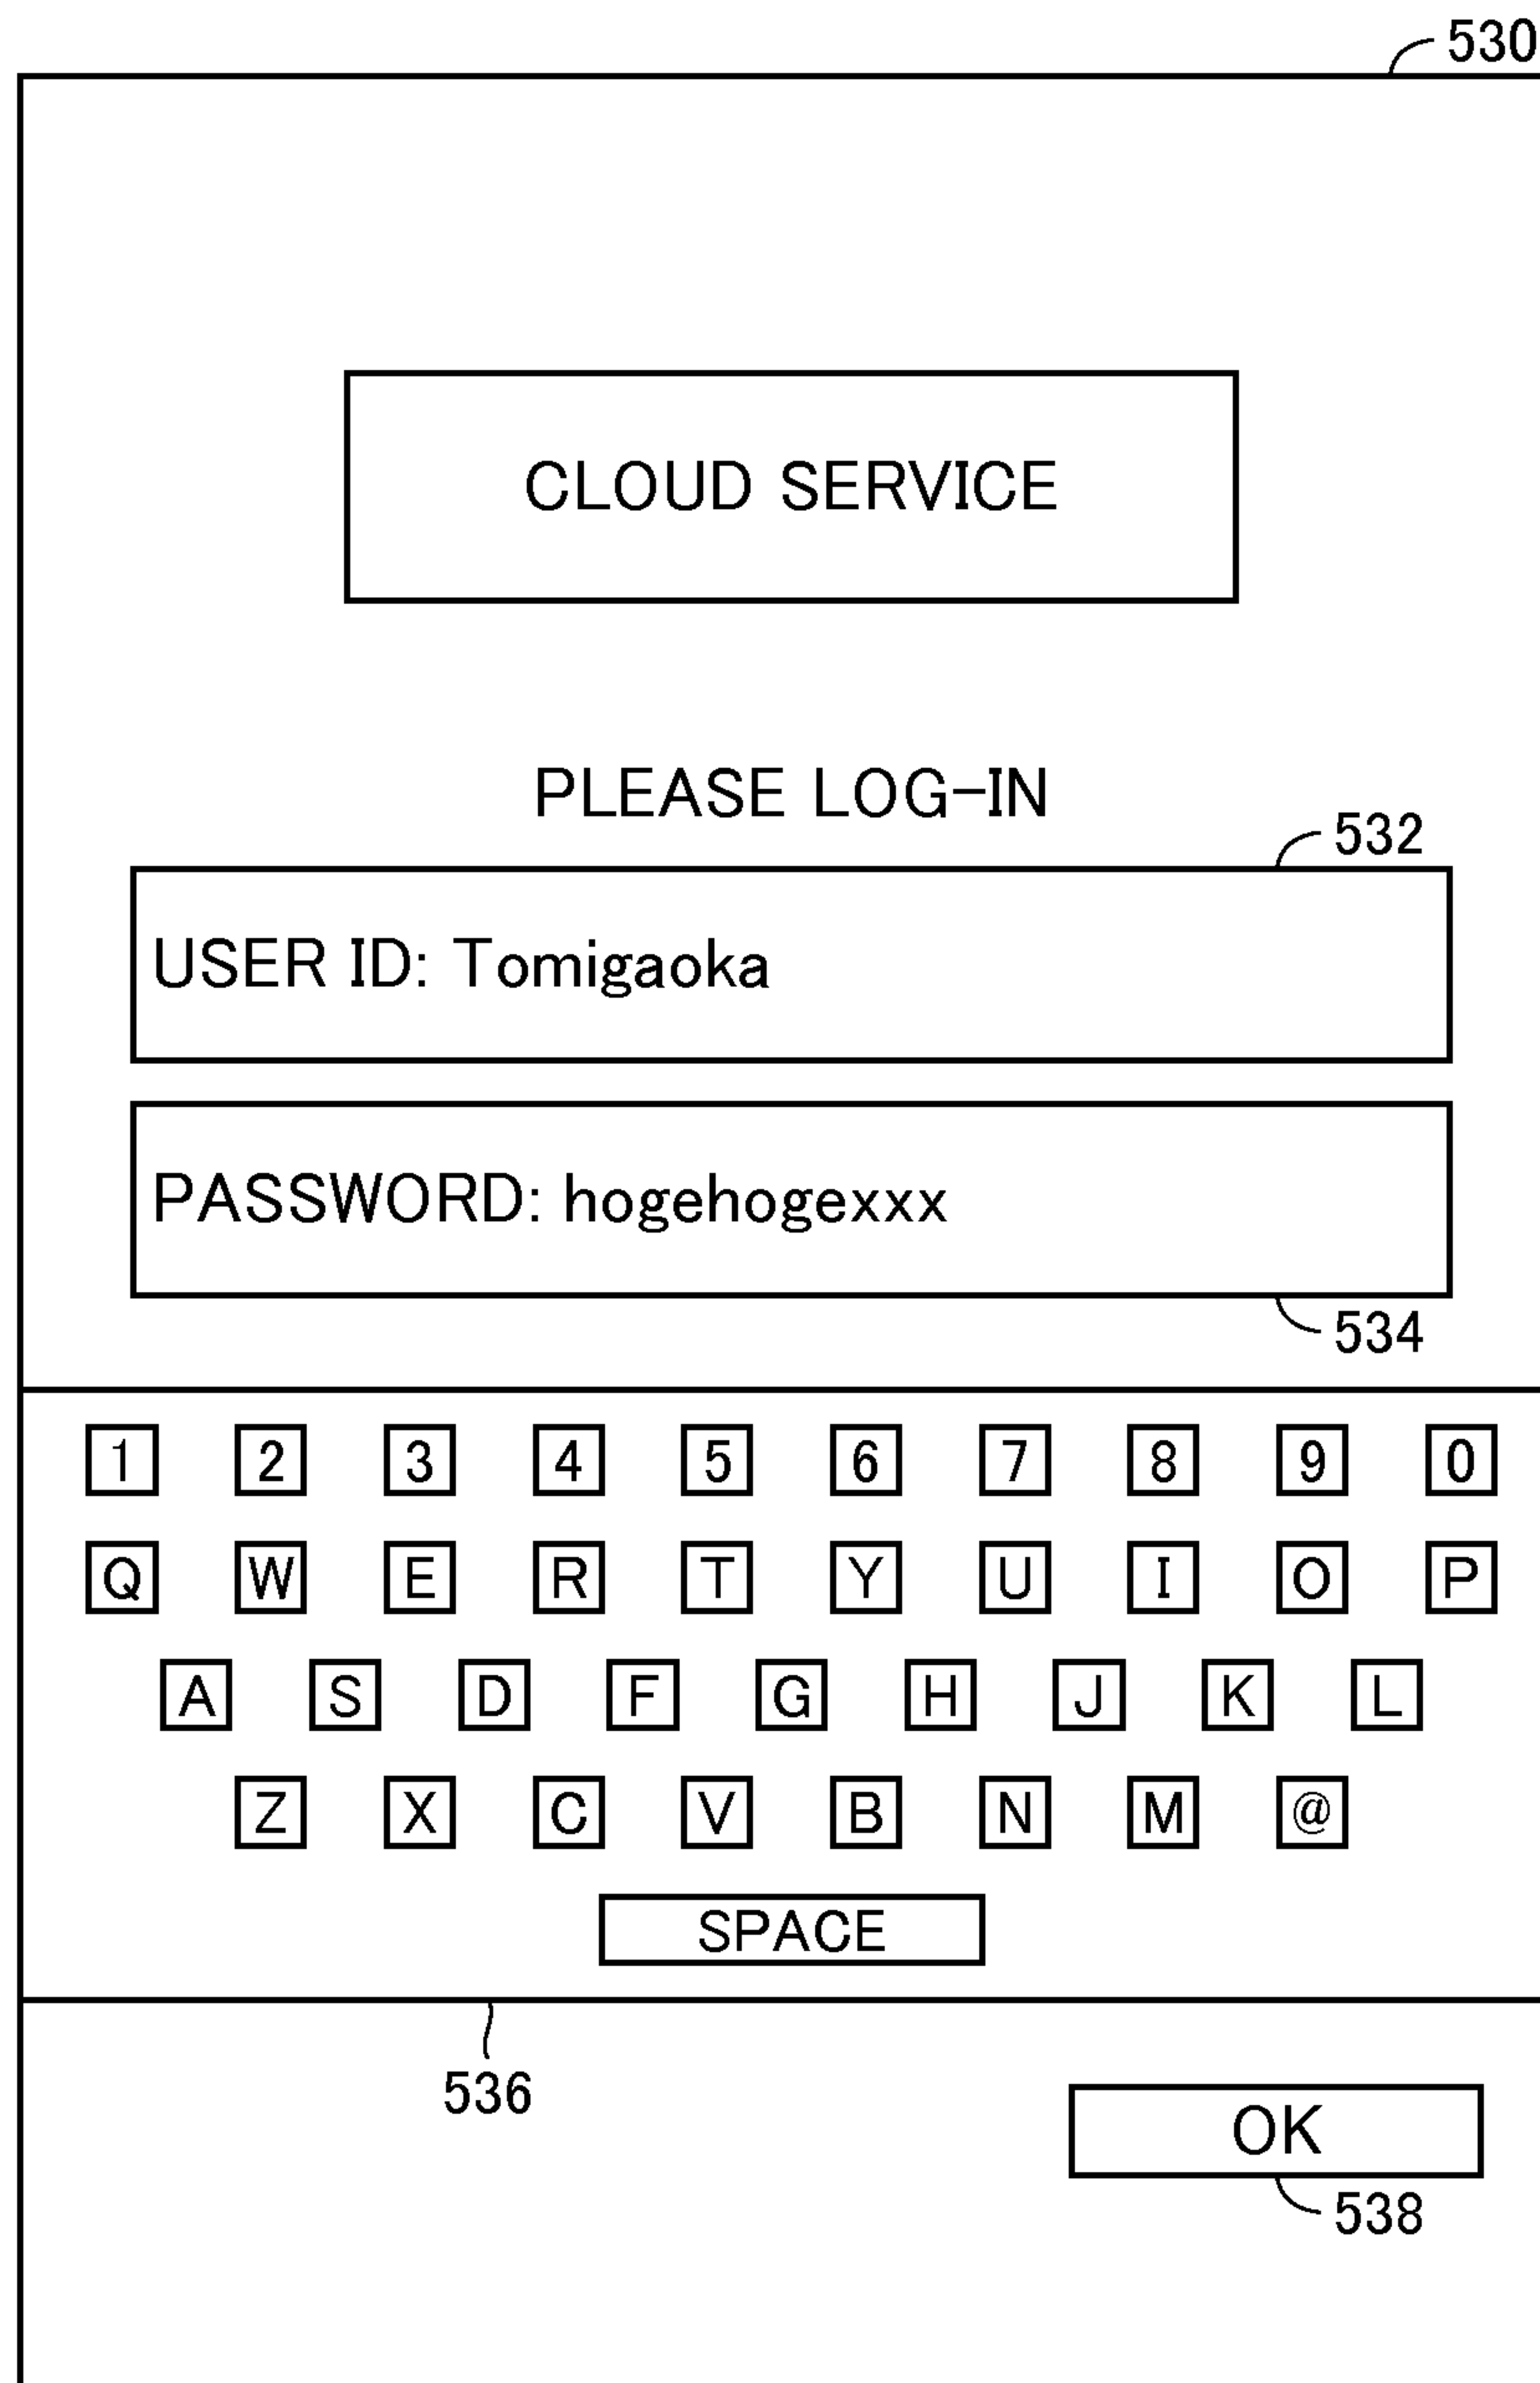 530
CLOUD SERVICE
PLEASE LOG-IN
532
USER ID: Tomigaoka
PASSWORD: hogehogexxx
534
1 2 3 4 5 6 7 8 9 0
Q W E R T Y U I O P
A S D F G H J K L
Z X C V B N M @
SPACE
536
OK
538